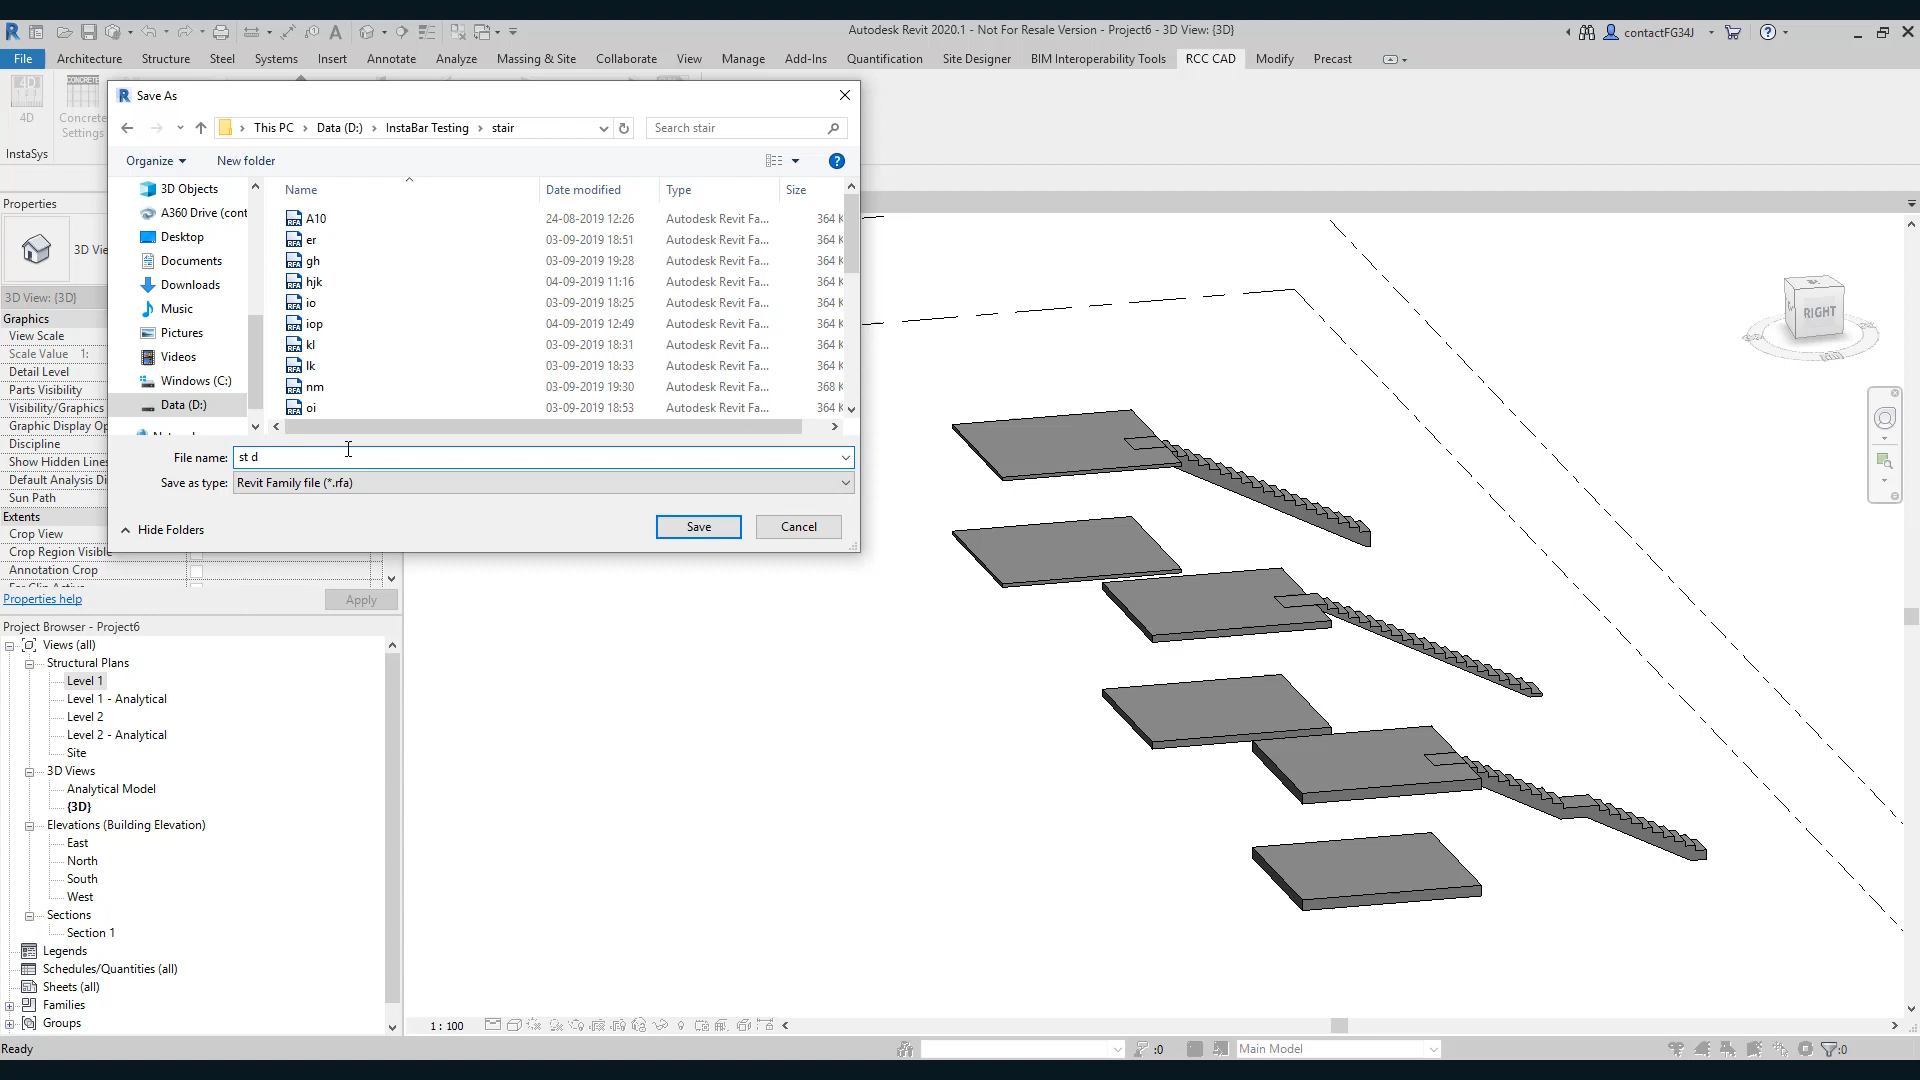 Autodesk Revit 2020.1 - Not For Resale Version - Project6 - 3D View: {3D}
contactFG34J
File Architecture Structure Steel Systems Insert Annotate Analyze Massing & Site Collaborate View Manage Add-Ins Quantification Site Designer BIM Interoperability Tools RCC CAD Modify Precast
4D
Concrete
Settings
InstaSys
Save As
This PC > Data (D:) > InstaBar Testing > stair
Search stair
Organize New folder
3D Objects
A360 Drive (cont
Desktop
Documents
Downloads
Music
Pictures
Videos
Windows (C:)
Data (D:)
Name Date modified Type Size
A10 24-08-2019 12:26 Autodesk Revit Fa... 364 K
er 03-09-2019 18:51 Autodesk Revit Fa... 364 K
gh 03-09-2019 19:28 Autodesk Revit Fa... 364 K
hjk 04-09-2019 11:16 Autodesk Revit Fa... 364 K
io 03-09-2019 18:25 Autodesk Revit Fa... 364 K
iop 04-09-2019 12:49 Autodesk Revit Fa... 364 K
kl 03-09-2019 18:31 Autodesk Revit Fa... 364 K
lk 03-09-2019 18:33 Autodesk Revit Fa... 364 K
nm 03-09-2019 19:30 Autodesk Revit Fa... 368 K
oi 03-09-2019 18:53 Autodesk Revit Fa... 364 K
File name: st d
Save as type: Revit Family file (*.rfa)
Hide Folders
Save Cancel
Properties
3D Vie
3D View: {3D}
Graphics
View Scale
Scale Value 1:
Detail Level
Parts Visibility
Visibility/Graphics
Graphic Display Op
Discipline
Show Hidden Lines
Default Analysis Di
Sun Path
Extents
Crop View
Crop Region Visible
Annotation Crop
Properties help
Apply
Project Browser - Project6
Views (all)
Structural Plans
Level 1
Level 1 - Analytical
Level 2
Level 2 - Analytical
Site
3D Views
Analytical Model
{3D}
Elevations (Building Elevation)
East
North
South
West
Sections
Section 1
Legends
Schedules/Quantities (all)
Sheets (all)
Families
Groups
RIGHT
1 : 100
Ready
:0
Main Model
:0